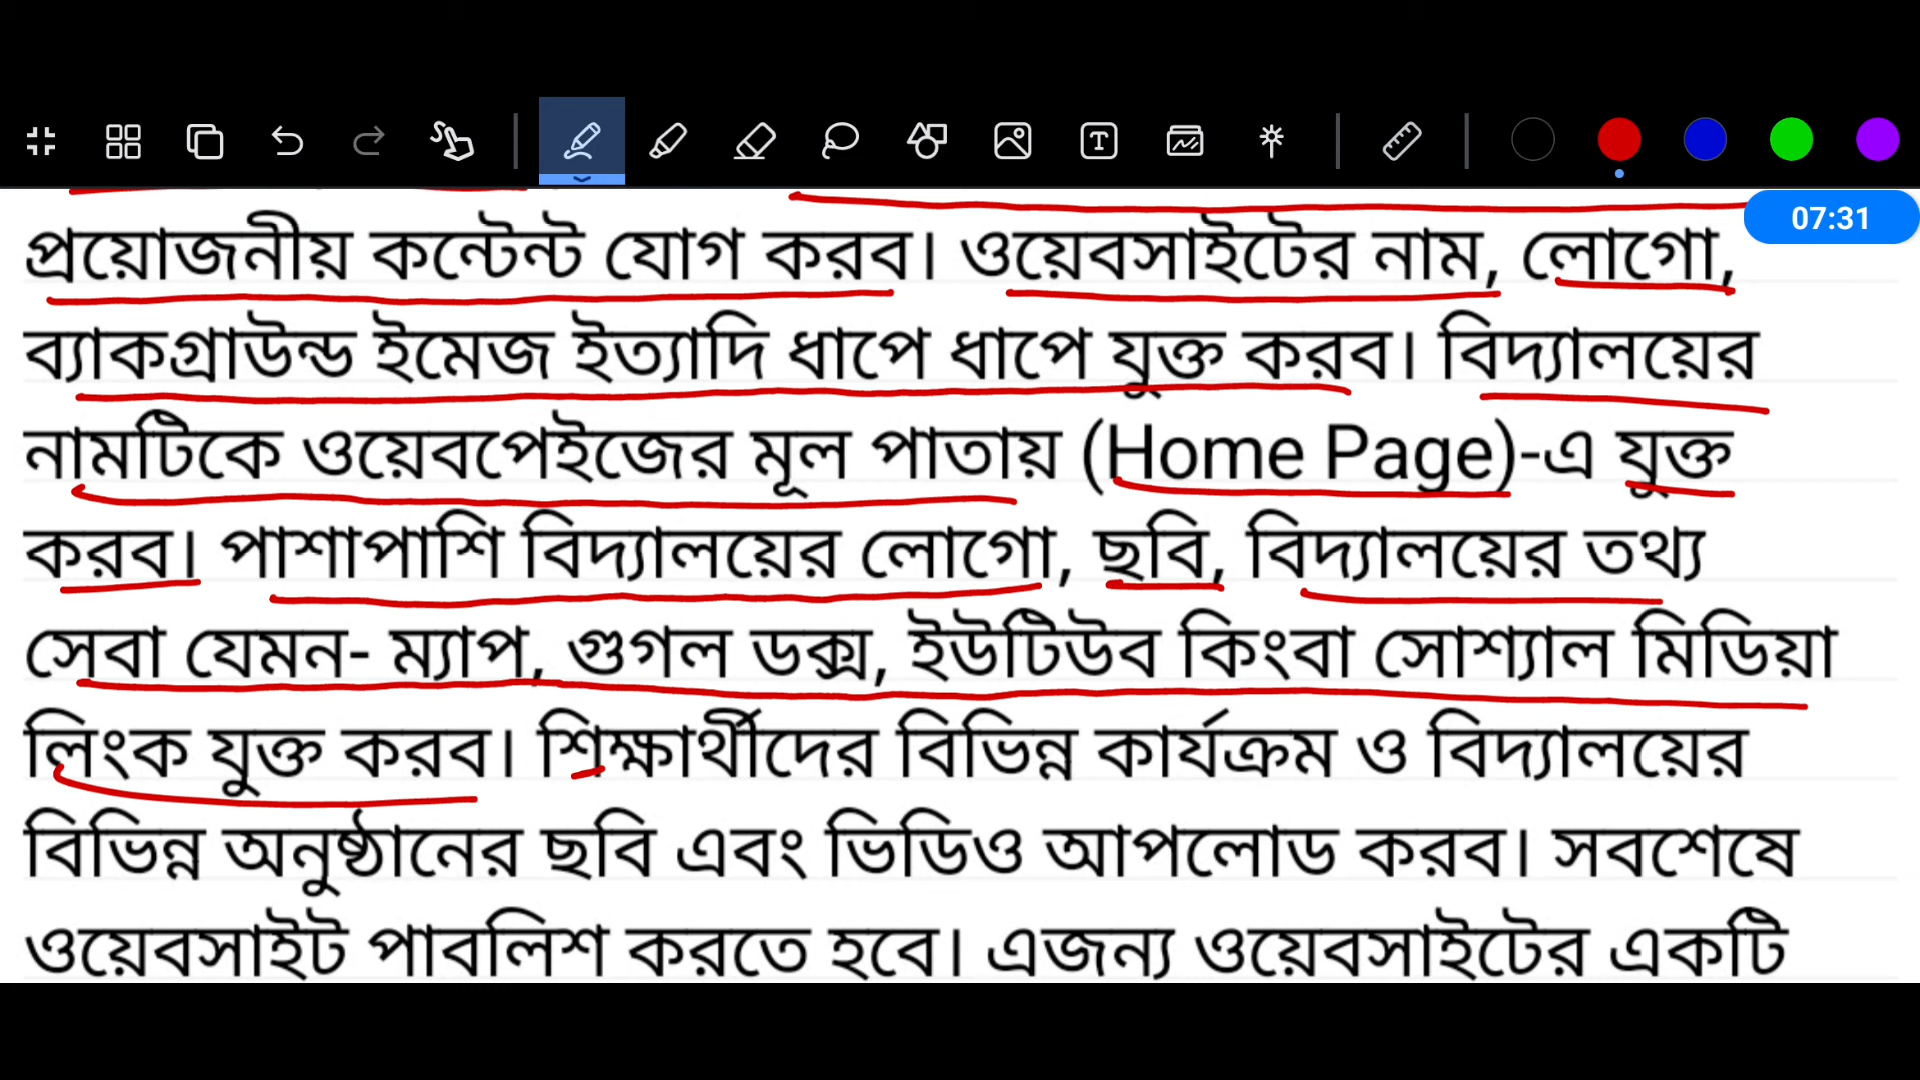 07:31
প্রয়োজনীয় কন্টেন্ট যোগ করব। ওয়েবসাইটের নাম, লোগো,
ব্যাকগ্রাউন্ড ইমেজ ইত্যাদি ধাপে ধাপে যুক্ত করব। বিদ্যালয়ের
নামটিকে ওয়েবপেইজের মূল পাতায় (Home Page)-এ যুক্ত
করব। পাশাপাশি বিদ্যালয়ের লোগো, ছবি, বিদ্যালয়ের তথ্য
সেবা যেমন- ম্যাপ, গুগল ডক্স, ইউটিউব কিংবা সোশ্যাল মিডিয়া
লিংক যুক্ত করব। শিক্ষার্থীদের বিভিন্ন কার্যক্রম ও বিদ্যালয়ের
বিভিন্ন অনুষ্ঠানের ছবি এবং ভিডিও আপলোড করব। সবশেষে
ওয়েবসাইট পাবলিশ করতে হবে। এজন্য ওয়েবসাইটের একটি